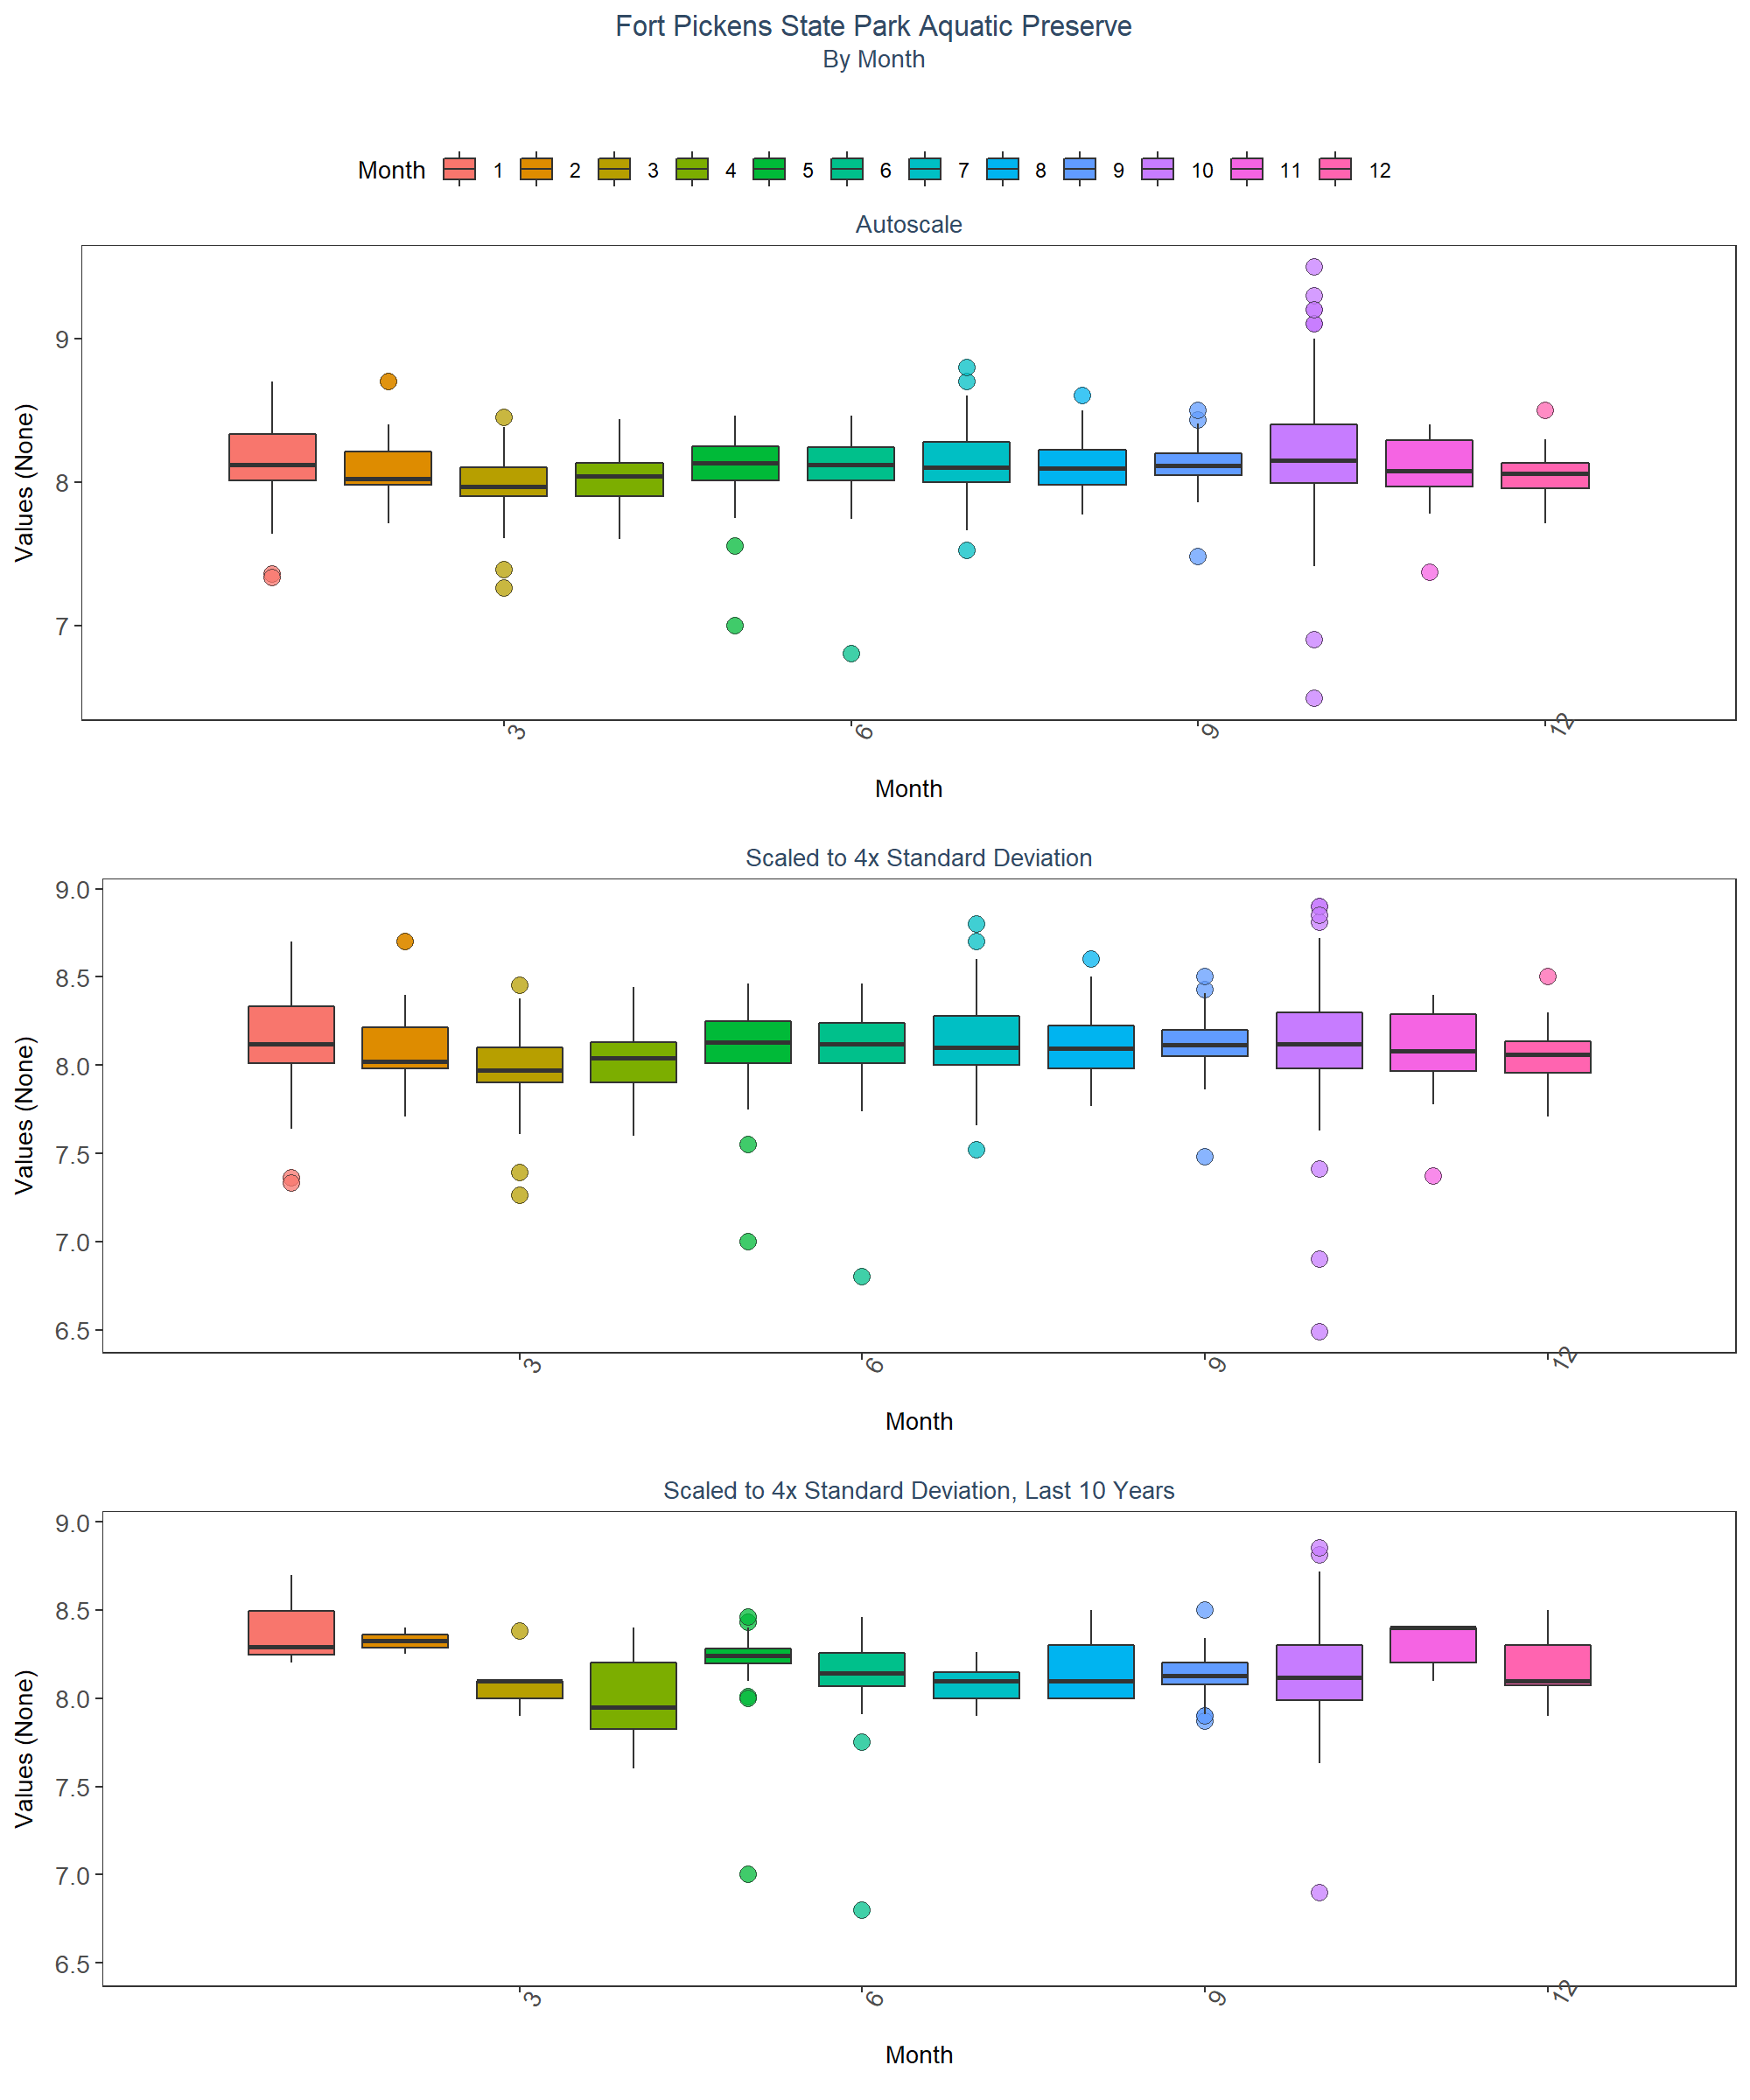 Fort Pickens State Park Aquatic Preserve
By Month
Month 1 2 3 4 5 6 7 8 9 10 11 12
Autoscale
Values (None)
9
8
7
3 6 9 12
Month
Scaled to 4x Standard Deviation
Values (None)
9.0
8.5
8.0
7.5
7.0
6.5
3 6 9 12
Month
Scaled to 4x Standard Deviation, Last 10 Years
Values (None)
9.0
8.5
8.0
7.5
7.0
6.5
3 6 9 12
Month